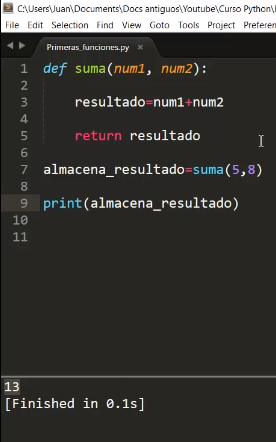 C:\Users\Juan\Documents\Docs antiguos\Youtube\Curso Python\
File Edit Selection Find View Goto Tools Project Preferen
Primeras_funciones.py ×
1 def suma(num1, num2):
2
3 resultado=num1+num2
4
5 return resultado
6
7 almacena_resultado=suma(5,8)
8
9 print(almacena_resultado)
10
11
13
[Finished in 0.1s]